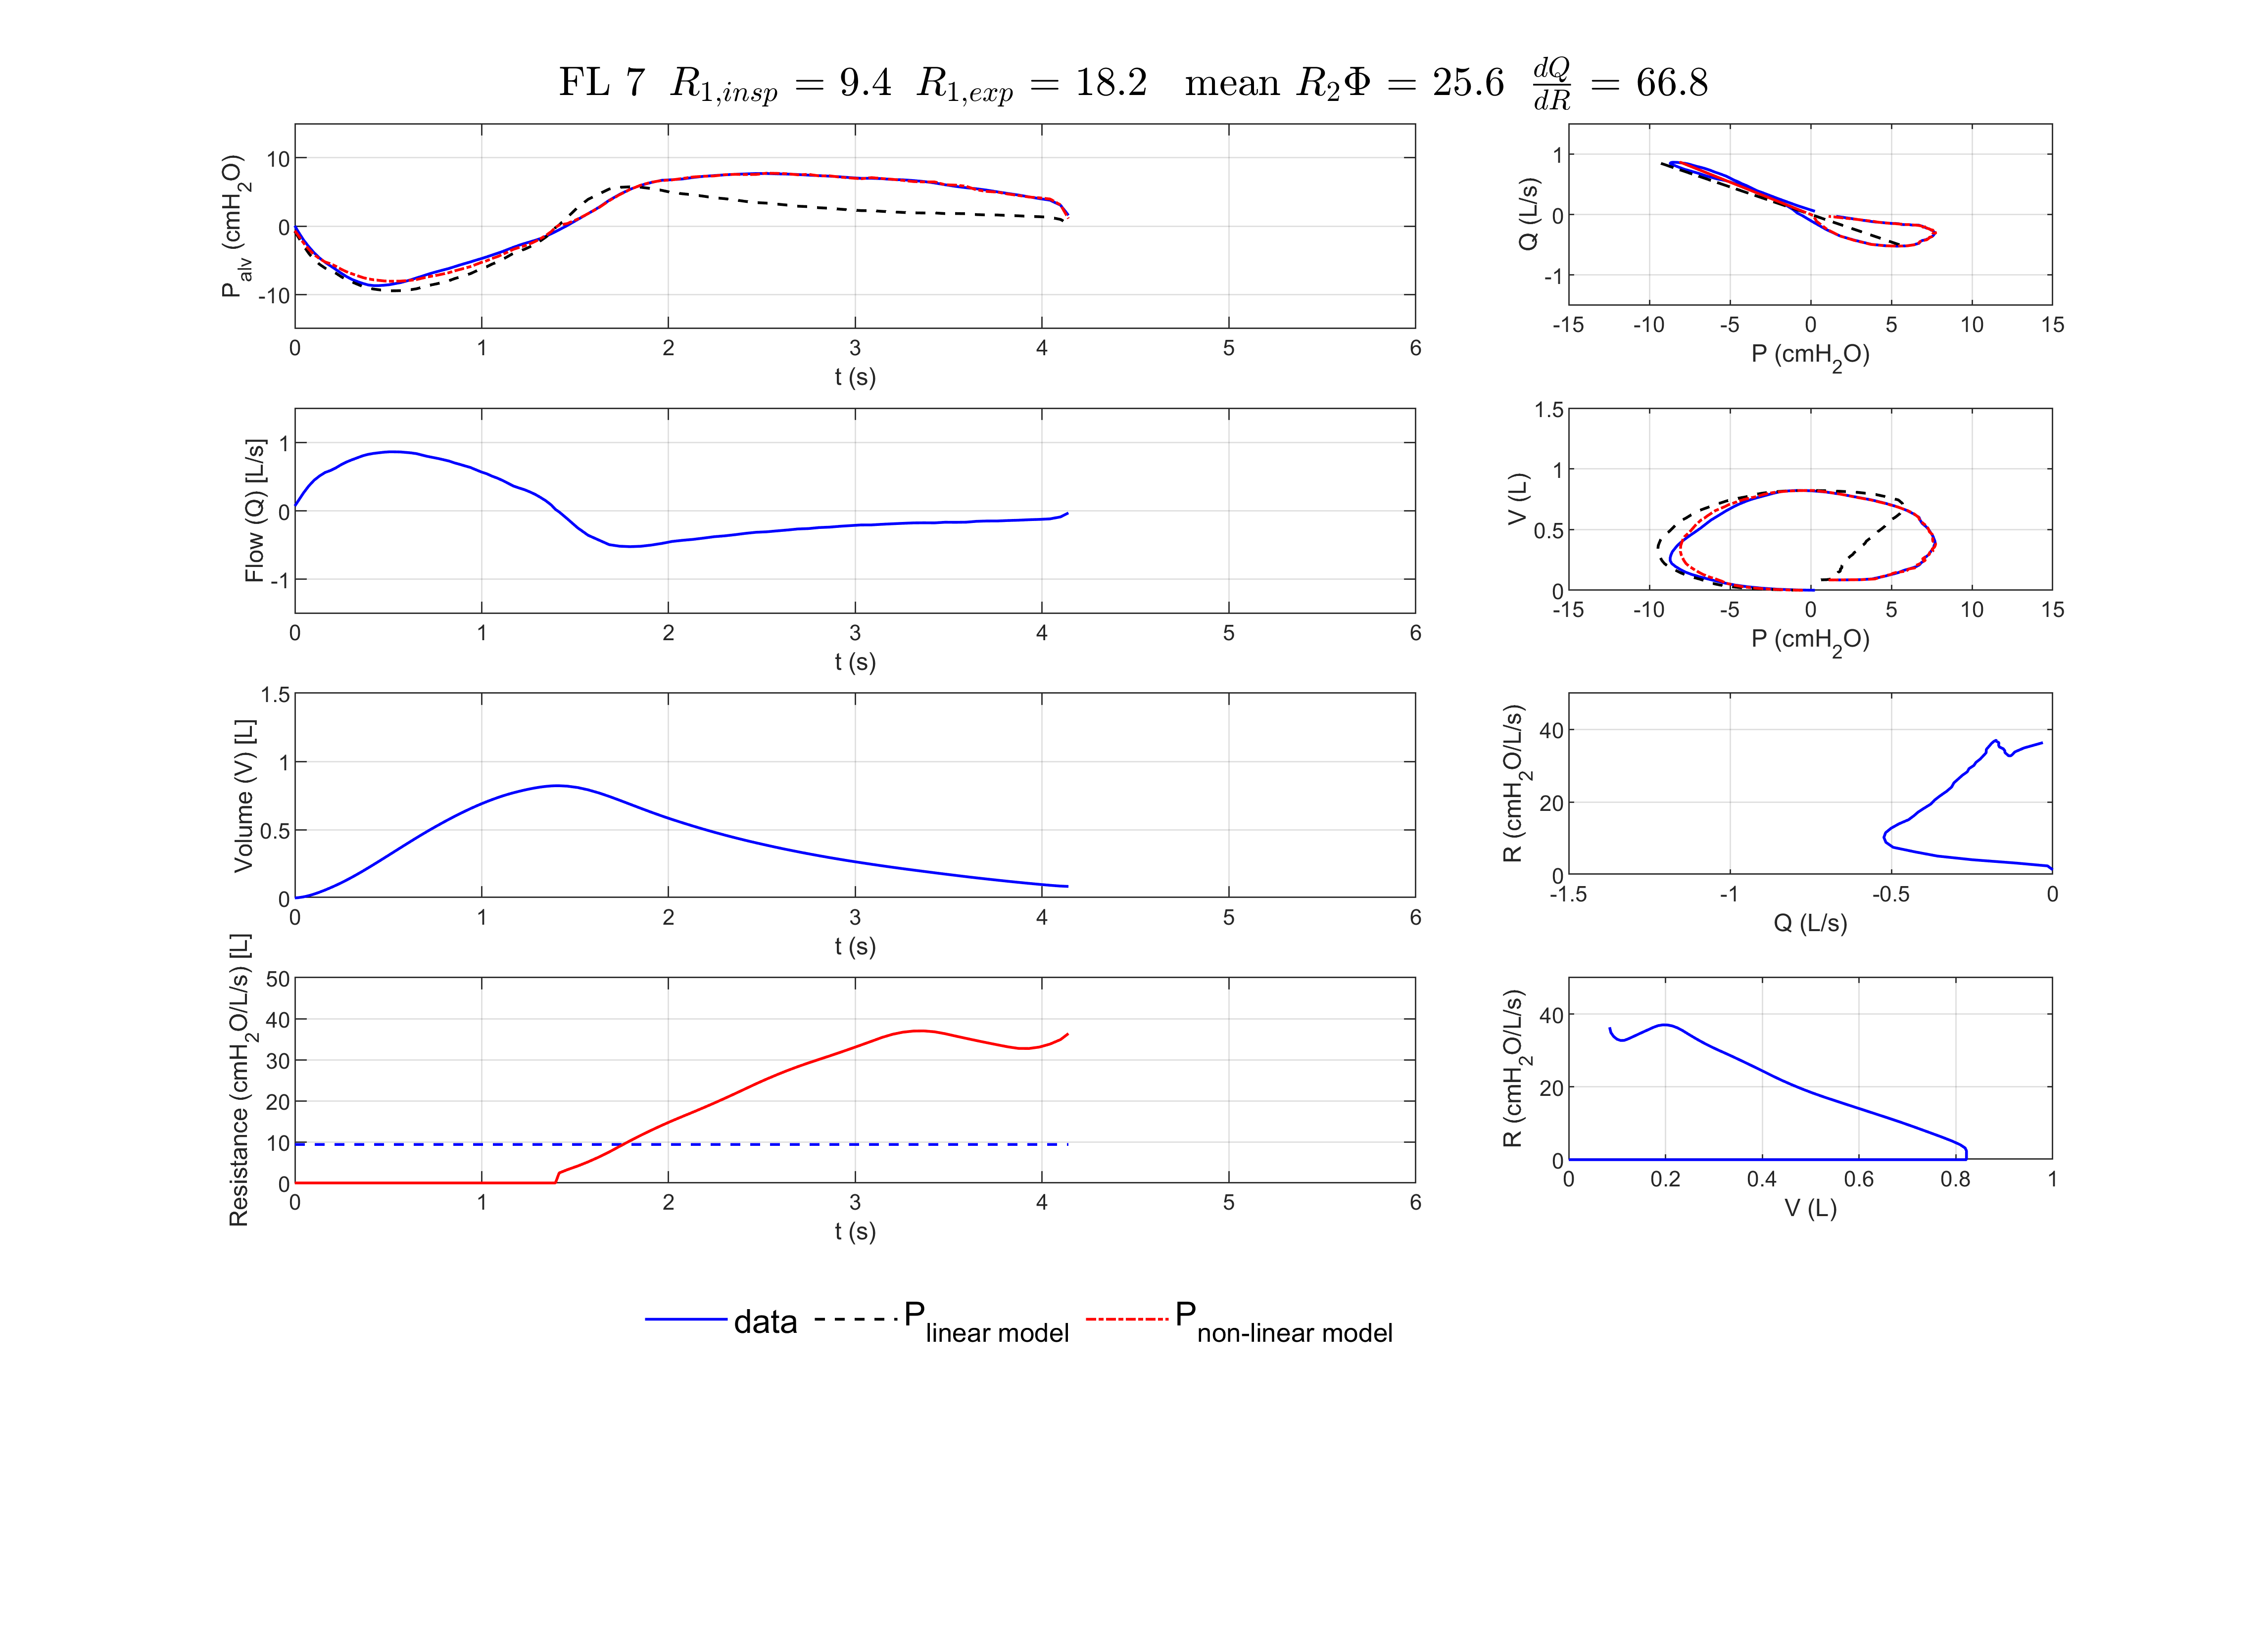 FL 7 R1,insp = 9.4 R1,exp = 18.2 mean R2Φ = 25.6 dQ/dR = 66.8
10
0
-10
Palv (cmH2O)
0 1 2 3 4 5 6
t (s)
1
0
-1
Q (L/s)
-15 -10 -5 0 5 10 15
P (cmH2O)
1
0
-1
Flow (Q) [L/s]
0 1 2 3 4 5 6
t (s)
1.5
1
0.5
0
V (L)
-15 -10 -5 0 5 10 15
P (cmH2O)
1.5
1
0.5
0
Volume (V) [L]
0 1 2 3 4 5 6
t (s)
40
20
0
R (cmH2O/L/s)
-1.5 -1 -0.5 0
Q (L/s)
50
40
30
20
10
0
Resistance (cmH2O/L/s) [L]
0 1 2 3 4 5 6
t (s)
40
20
0
R (cmH2O/L/s)
0 0.2 0.4 0.6 0.8 1
V (L)
data Plinear model Pnon-linear model